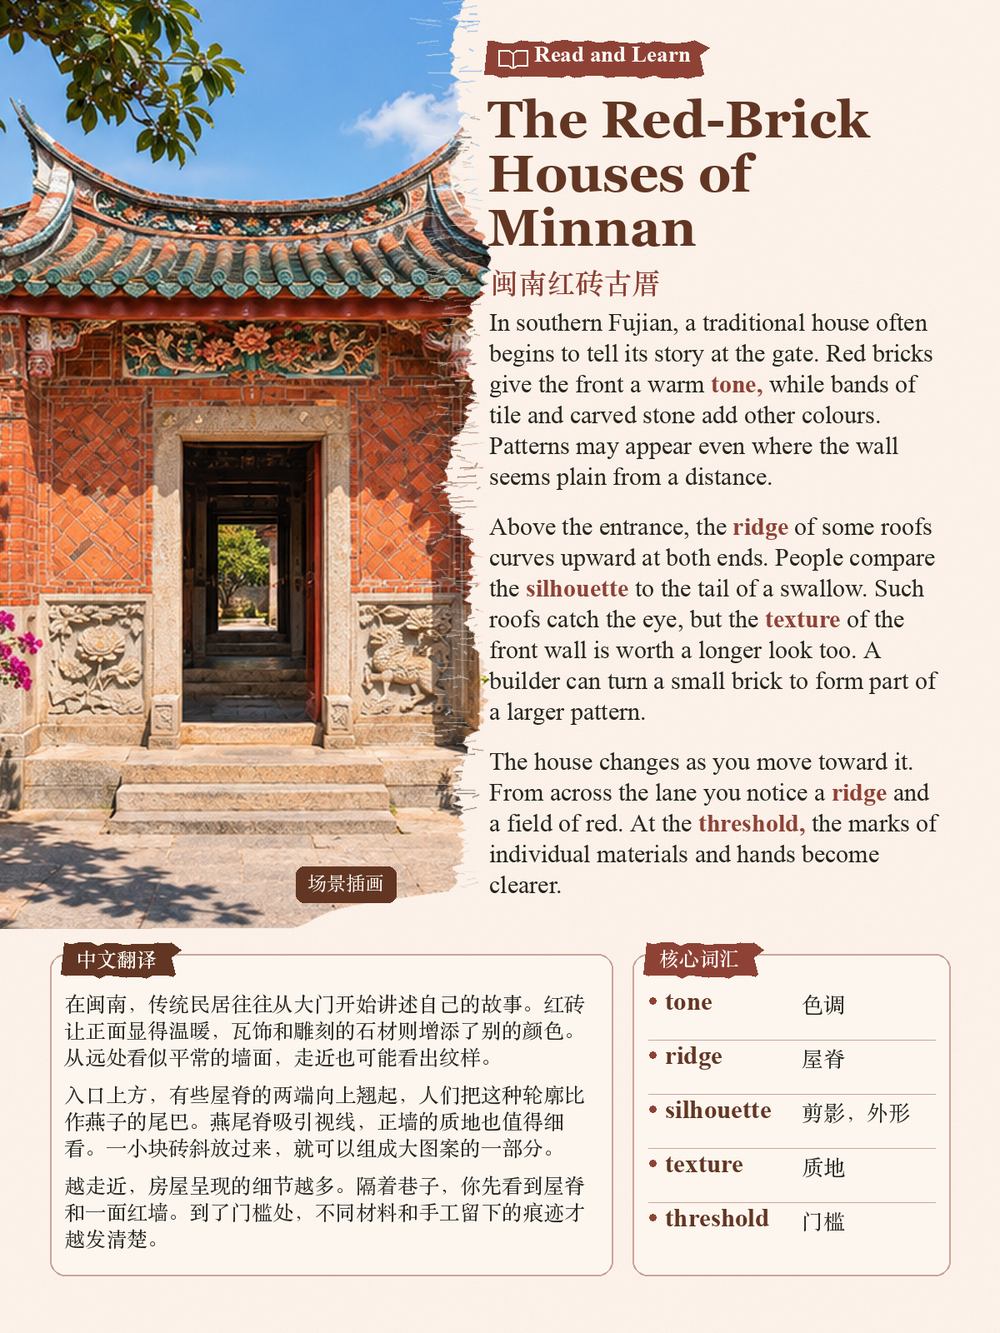 Read and Learn
The Red-Brick
Houses of
Minnan
闽南红砖古厝
In southern Fujian, a traditional house often
begins to tell its story at the gate. Red bricks
give the front a warm tone, while bands of
tile and carved stone add other colours.
Patterns may appear even where the wall
seems plain from a distance.
Above the entrance, the ridge of some roofs
curves upward at both ends. People compare
the silhouette to the tail of a swallow. Such
roofs catch the eye, but the texture of the
front wall is worth a longer look too. A
builder can turn a small brick to form part of
a larger pattern.
The house changes as you move toward it.
From across the lane you notice a ridge and
a field of red. At the threshold, the marks of
individual materials and hands become
clearer.
场景插画
中文翻译
在闽南，传统民居往往从大门开始讲述自己的故事。红砖
让正面显得温暖，瓦饰和雕刻的石材则增添了别的颜色。
从远处看似平常的墙面，走近也可能看出纹样。
入口上方，有些屋脊的两端向上翘起，人们把这种轮廓比
作燕子的尾巴。燕尾脊吸引视线，正墙的质地也值得细
看。一小块砖斜放过来，就可以组成大图案的一部分。
越走近，房屋呈现的细节越多。隔着巷子，你先看到屋脊
和一面红墙。到了门槛处，不同材料和手工留下的痕迹才
越发清楚。
核心词汇
• tone 色调
• ridge 屋脊
• silhouette 剪影，外形
• texture 质地
• threshold 门槛